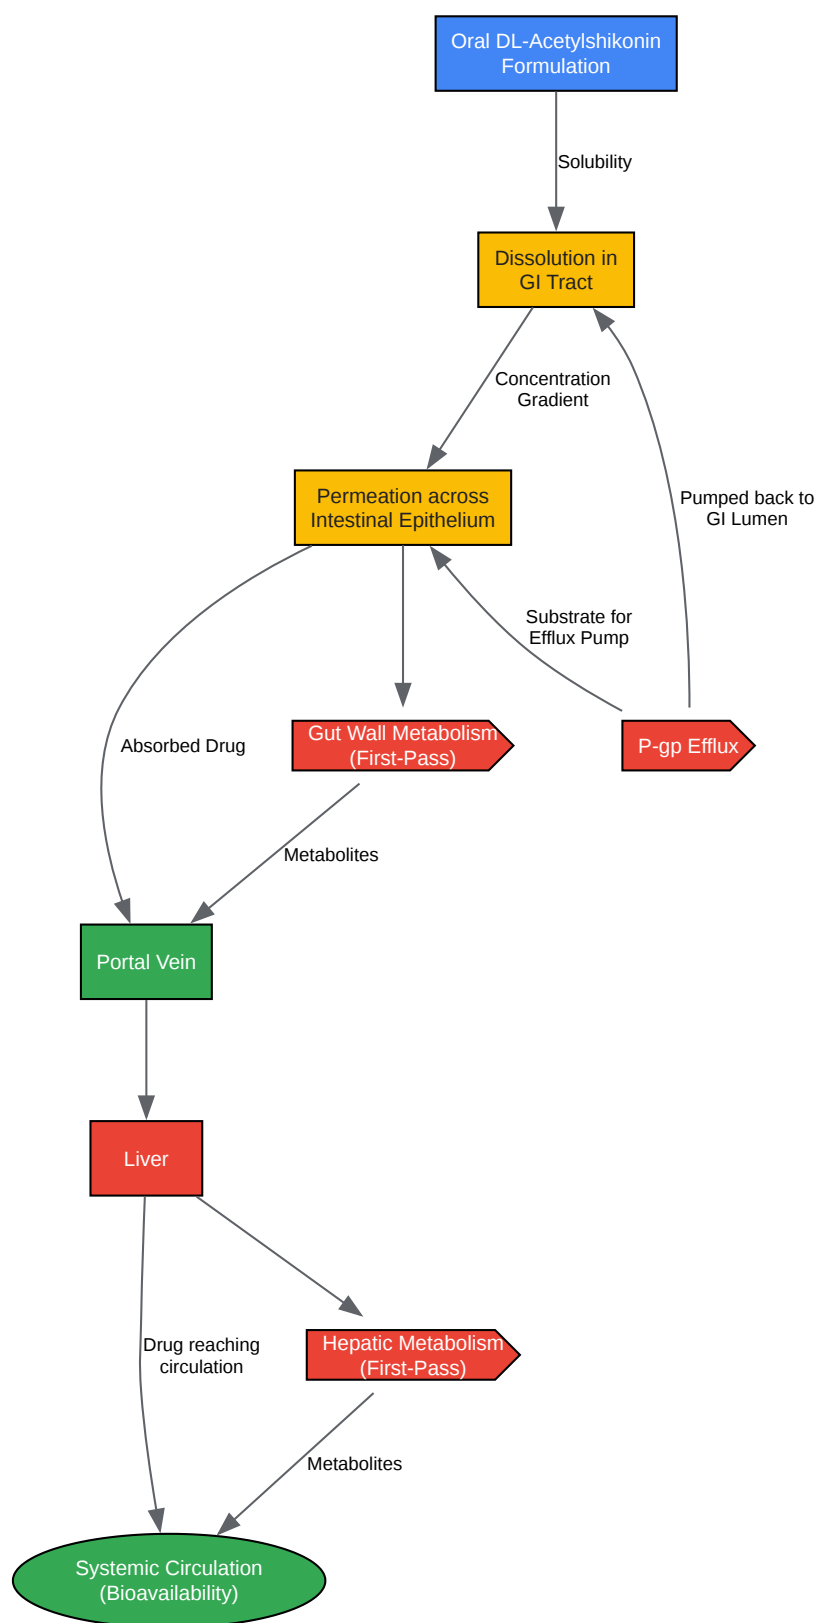 Oral DL-Acetylshikonin
Formulation
Solubility
Dissolution in
GI Tract
Concentration
Gradient
Permeation across
Intestinal Epithelium
Pumped back to
GI Lumen
Substrate for
Efflux Pump
Absorbed Drug
Gut Wall Metabolism
(First-Pass)
P-gp Efflux
Metabolites
Portal Vein
Liver
Drug reaching
circulation
Hepatic Metabolism
(First-Pass)
Metabolites
Systemic Circulation
(Bioavailability)